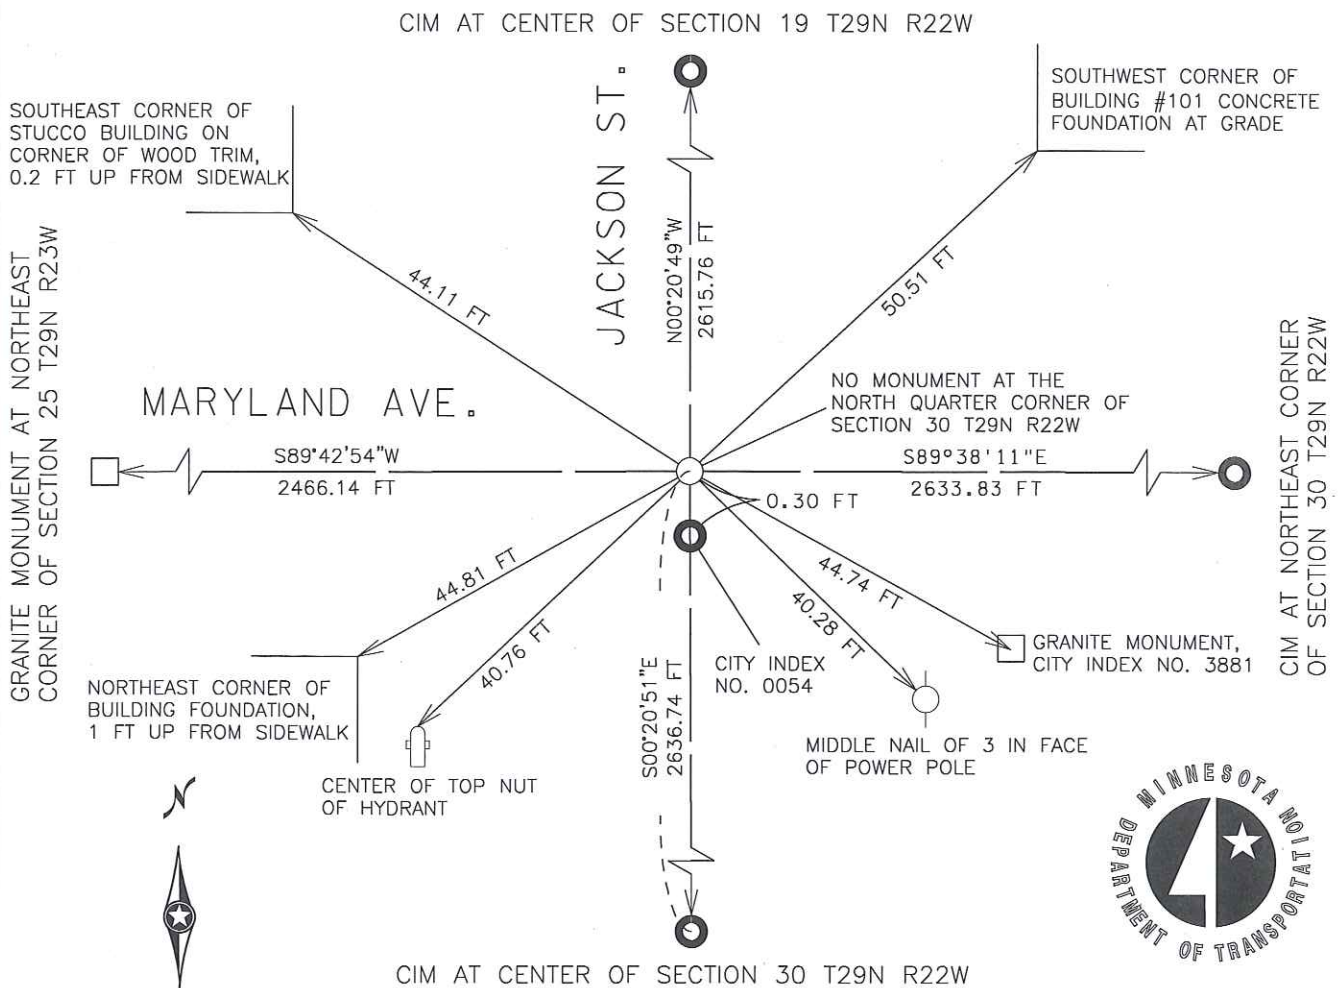 CIM AT CENTER OF SECTION 19 T29N R22W
SOUTHEAST CORNER OF
STUCCO BUILDING ON
CORNER OF WOOD TRIM,
0.2 FT UP FROM SIDEWALK
JACKSON ST.
SOUTHWEST CORNER OF
BUILDING #101 CONCRETE
FOUNDATION AT GRADE
N00°20'49"W
2615.76 FT
44.11 FT
50.51 FT
GRANITE MONUMENT AT NORTHEAST
CORNER OF SECTION 25 T29N R23W
MARYLAND AVE.
NO MONUMENT AT THE
NORTH QUARTER CORNER OF
SECTION 30 T29N R22W
S89°42'54"W
2466.14 FT
S89°38'11"E
2633.83 FT
CIM AT NORTHEAST CORNER
OF SECTION 30 T29N R22W
0.30 FT
44.81 FT
40.76 FT
44.74 FT
40.28 FT
S00°20'51"E
2636.74 FT
CITY INDEX
NO. 0054
GRANITE MONUMENT,
CITY INDEX NO. 3881
NORTHEAST CORNER OF
BUILDING FOUNDATION,
1 FT UP FROM SIDEWALK
MIDDLE NAIL OF 3 IN FACE
OF POWER POLE
CENTER OF TOP NUT
OF HYDRANT
N
MINNESOTA
DEPARTMENT OF TRANSPORTATION
CIM AT CENTER OF SECTION 30 T29N R22W